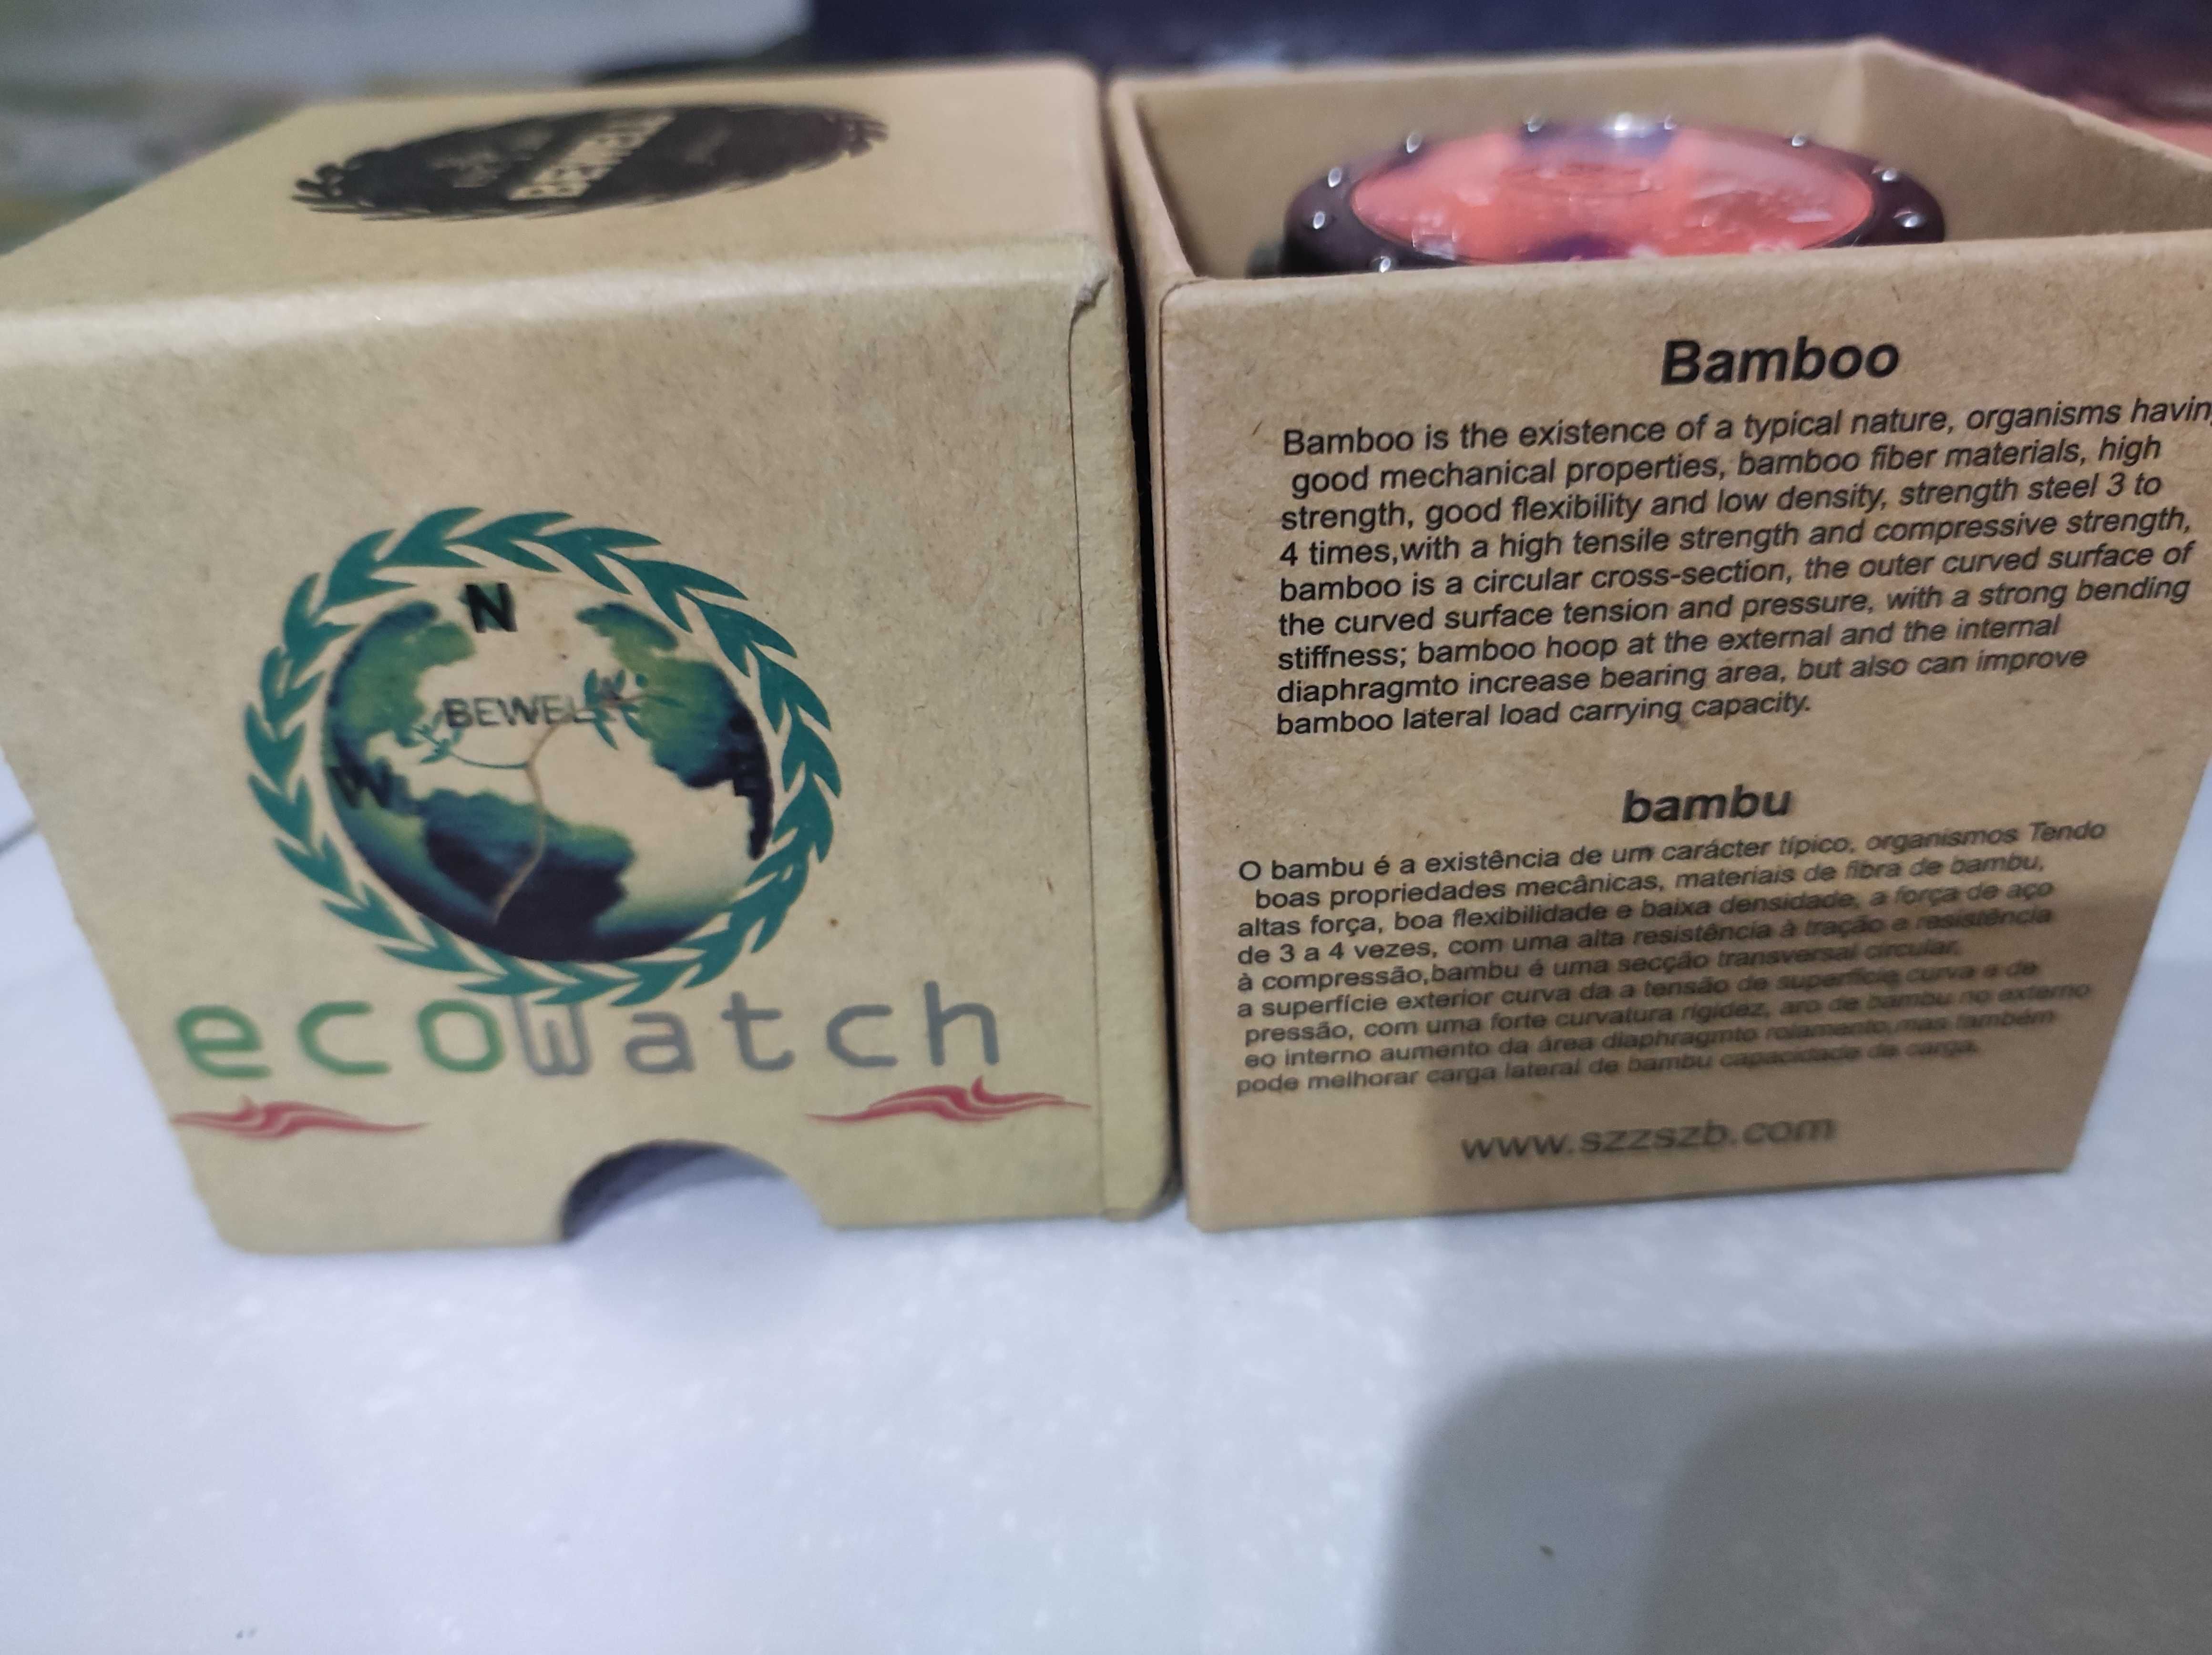 BEWELL
N
BEWELL
W
E
ecowatch
Bamboo
Bamboo is the existence of a typical nature, organisms havin
good mechanical properties, bamboo fiber materials, high
strength, good flexibility and low density, strength steel 3 to
4 times,with a high tensile strength and compressive strength,
bamboo is a circular cross-section, the outer curved surface of
the curved surface tension and pressure, with a strong bending
stiffness; bamboo hoop at the external and the internal
diaphragmto increase bearing area, but also can improve
bamboo lateral load carrying capacity.
bambu
O bambu é a existência de um carácter típico, organismos Tendo
boas propriedades mecânicas, materiais de fibra de bambu,
altas força, boa flexibilidade e baixa densidade, a força de aço
de 3 a 4 vezes, com uma alta resistência à tração e resistência
à compressão,bambu é uma secção transversal circular,
a superfície exterior curva da a tensão de superfície curva e de
pressão, com uma forte curvatura rigidez, aro de bambu no externo
eo interno aumento da área diaphragmto rolamento,mas também
pode melhorar carga lateral de bambu capacidade de carga.
www.szzszb.com